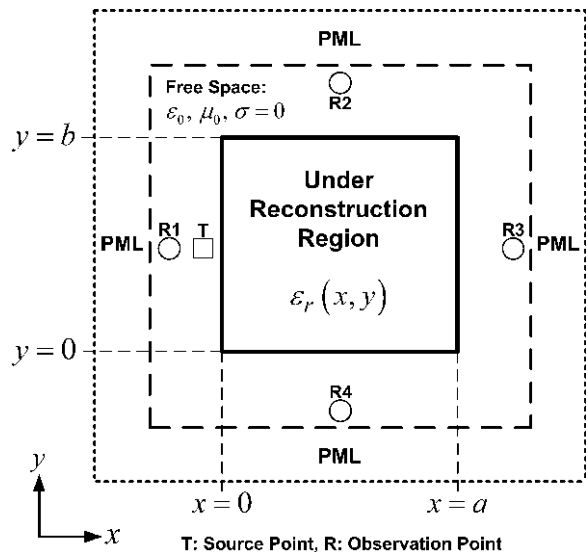 PML
Free Space:
ε₀, μ₀, σ=0
R2
y=b
Under
Reconstruction
Region
εᵣ(x,y)
PML
R1
T
R3
PML
y=0
R4
PML
x=0
x=a
y
x
T: Source Point, R: Observation Point